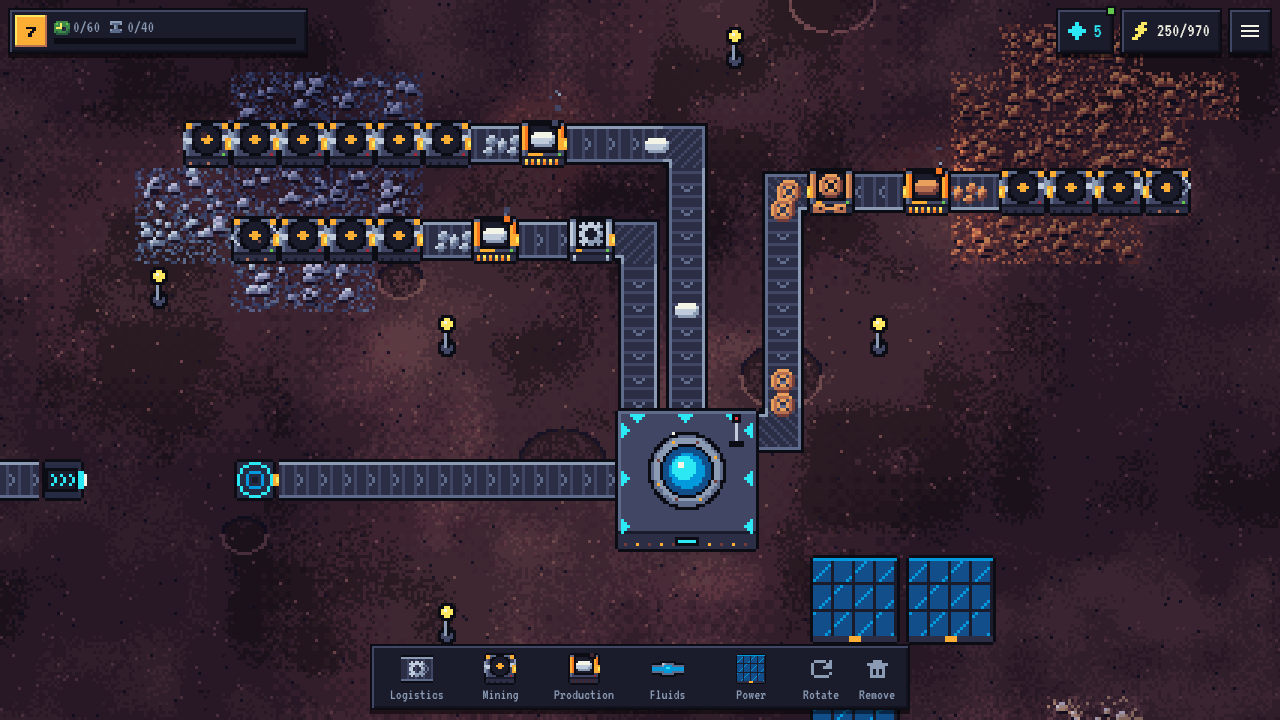 7
0/60 0/40
5
250/970
Logistics Mining Production Fluids Power Rotate Remove